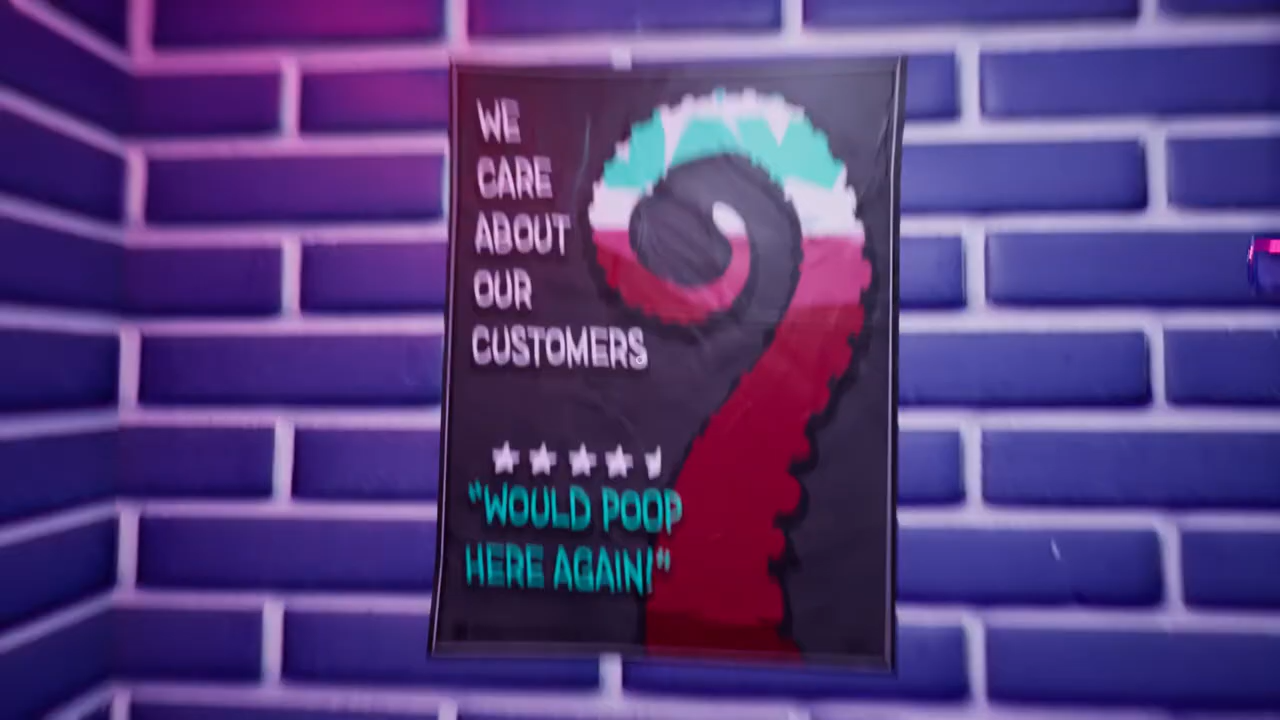 WE
CARE
ABOUT
OUR
CUSTOMERS
"WOULD POOP
HERE AGAIN!"